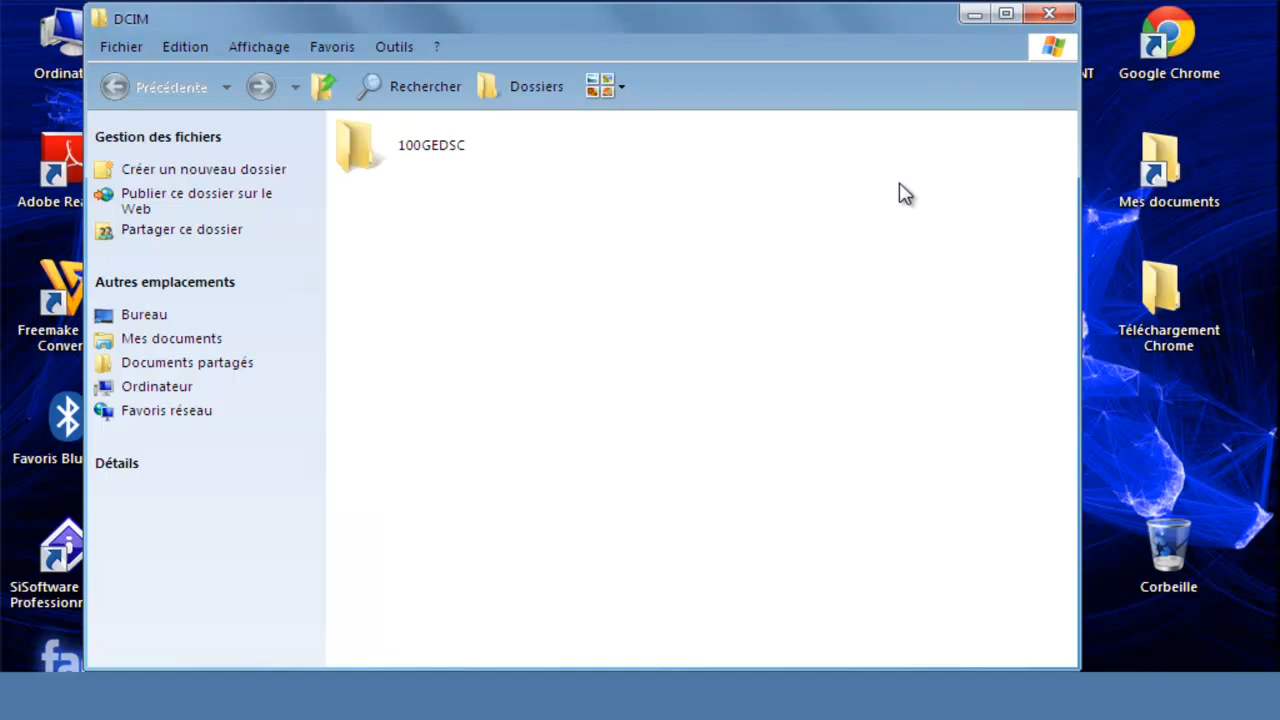 DCIM
Fichier Edition Affichage Favoris Outils ?
Précédente Rechercher Dossiers
Gestion des fichiers
Créer un nouveau dossier
Publier ce dossier sur le
Web
Partager ce dossier
Autres emplacements
Bureau
Mes documents
Documents partagés
Ordinateur
Favoris réseau
Détails
100GEDSC
Ordinat
Adobe Rea
Freemake
Conver
Favoris Blu
SiSoftware
Professionn
fa
NT
Google Chrome
Mes documents
Téléchargement
Chrome
Corbeille